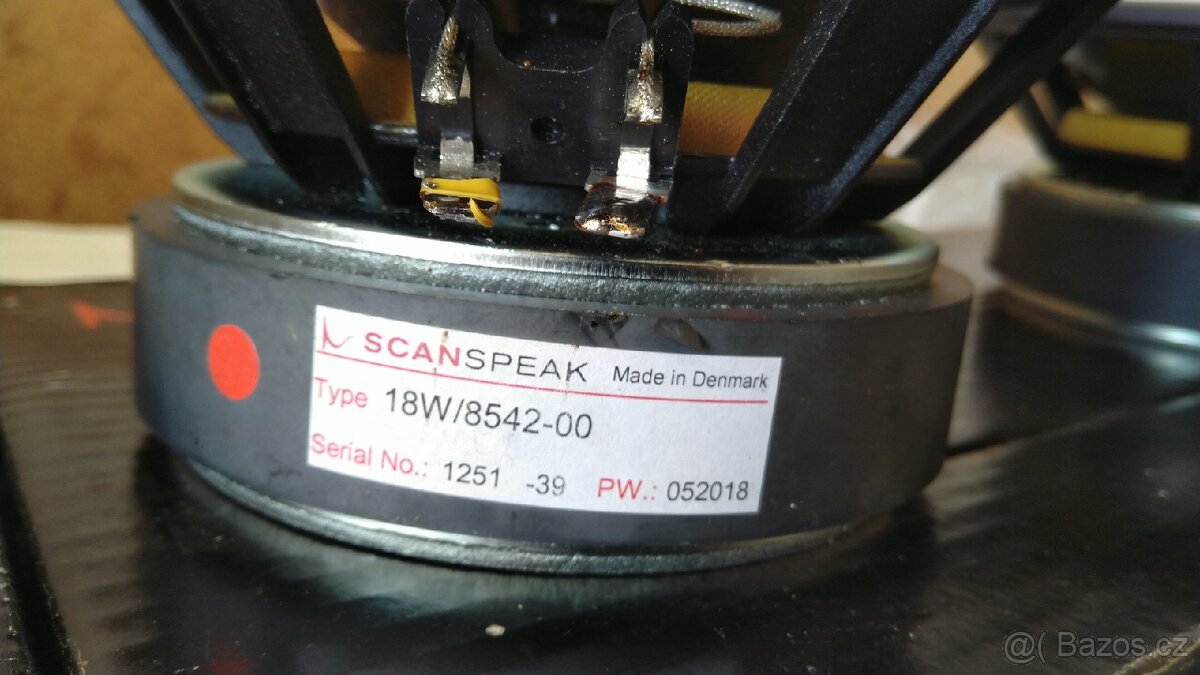 SCANSPEAK Made in Denmark
Type 18W/8542-00
Serial No.: 1251 -39 PW.: 052018
@( Bazos.cz